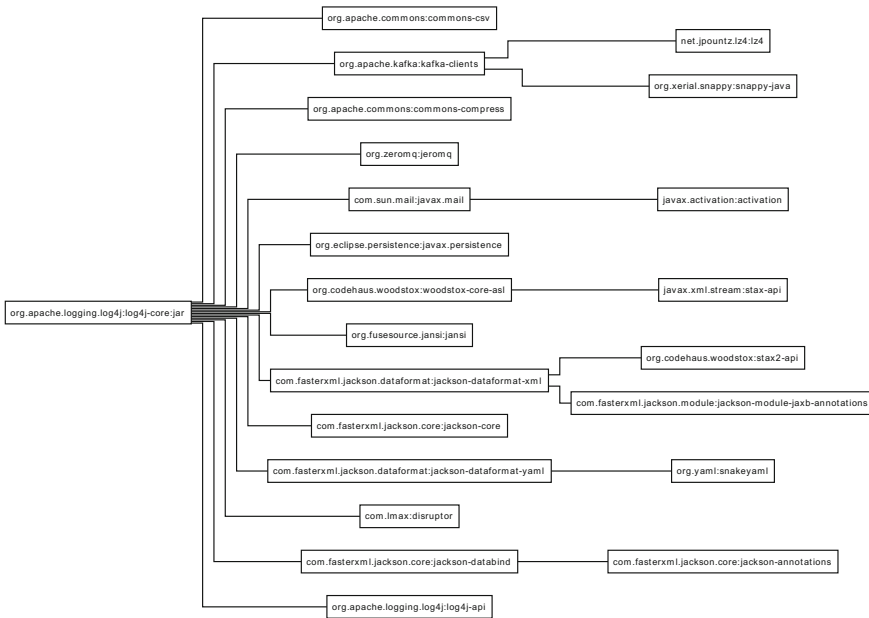 org.apache.commons:commons-csv
net.jpountz.lz4:lz4
org.apache.kafka:kafka-clients
org.xerial.snappy:snappy-java
org.apache.commons:commons-compress
org.zeromq:jeromq
com.sun.mail:javax.mail
javax.activation:activation
org.eclipse.persistence:javax.persistence
org.codehaus.woodstox:woodstox-core-asl
javax.xml.stream:stax-api
org.apache.logging.log4j:log4j-core:jar
org.fusesource.jansi:jansi
org.codehaus.woodstox:stax2-api
com.fasterxml.jackson.dataformat:jackson-dataformat-xml
com.fasterxml.jackson.module:jackson-module-jaxb-annotations
com.fasterxml.jackson.core:jackson-core
com.fasterxml.jackson.dataformat:jackson-dataformat-yaml
org.yaml:snakeyaml
com.lmax:disruptor
com.fasterxml.jackson.core:jackson-databind
com.fasterxml.jackson.core:jackson-annotations
org.apache.logging.log4j:log4j-api